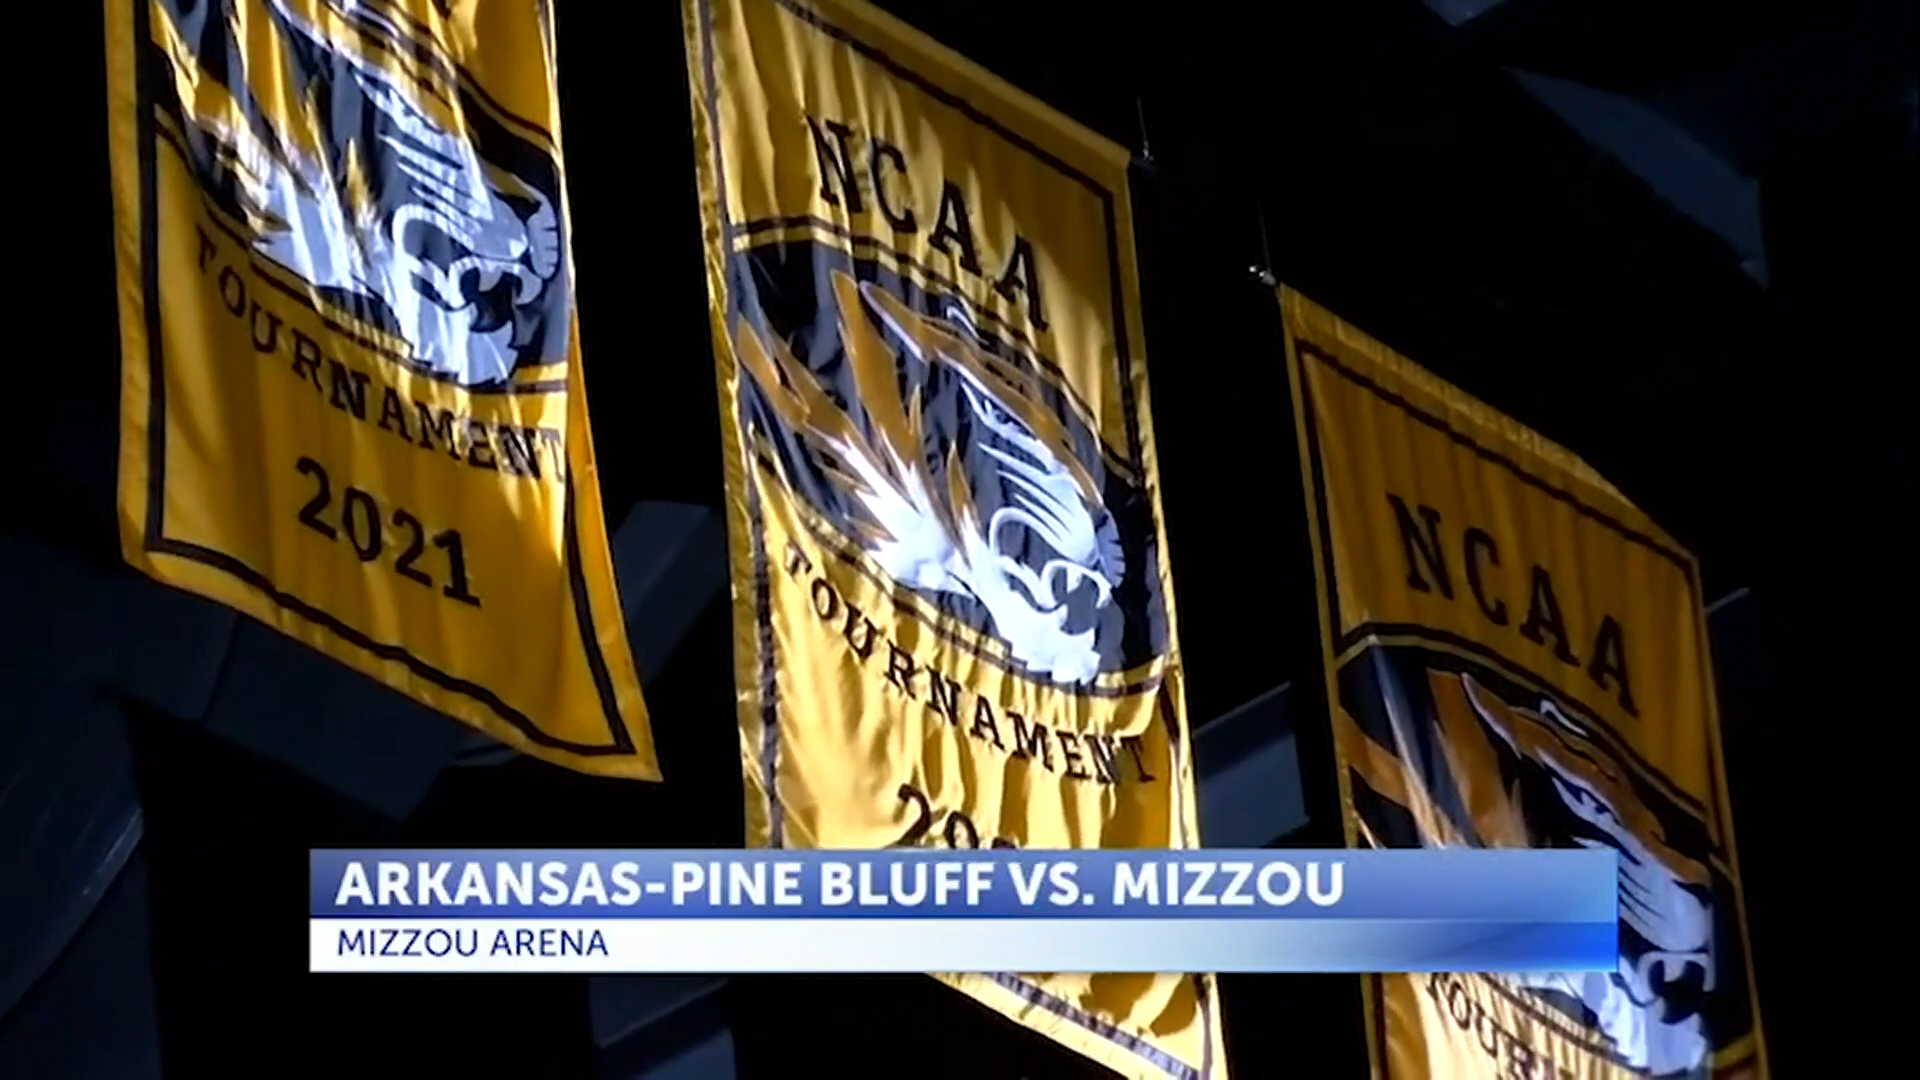 TOURNAMENT
2021
NCAA
TOURNAMENT
NCAA
ARKANSAS-PINE BLUFF VS. MIZZOU
MIZZOU ARENA